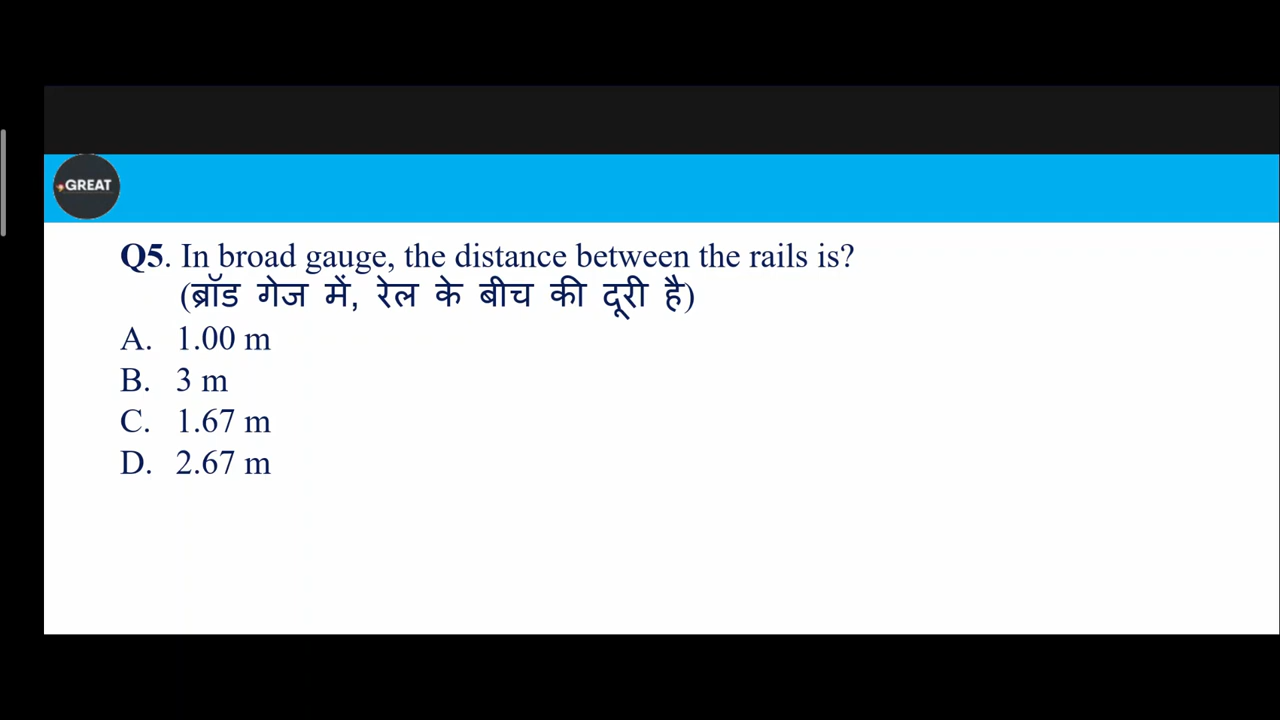 GREAT
Q5. In broad gauge, the distance between the rails is?
(ब्रॉड गेज में, रेल के बीच की दूरी है)
A. 1.00 m
B. 3 m
C. 1.67 m
D. 2.67 m